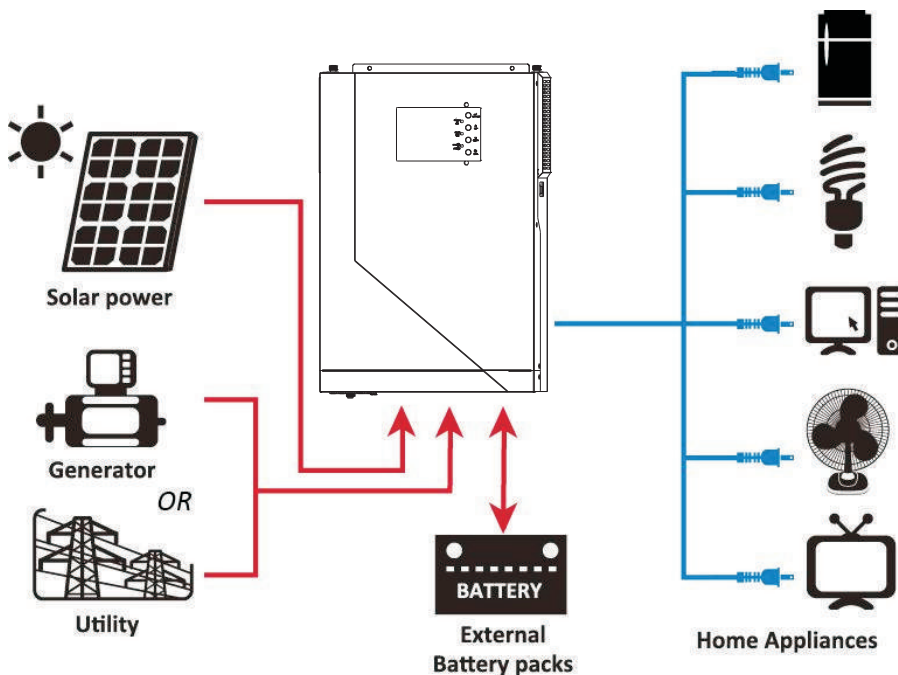 Solar power
Generator
OR
Utility
BATTERY
External
Battery packs
Home Appliances